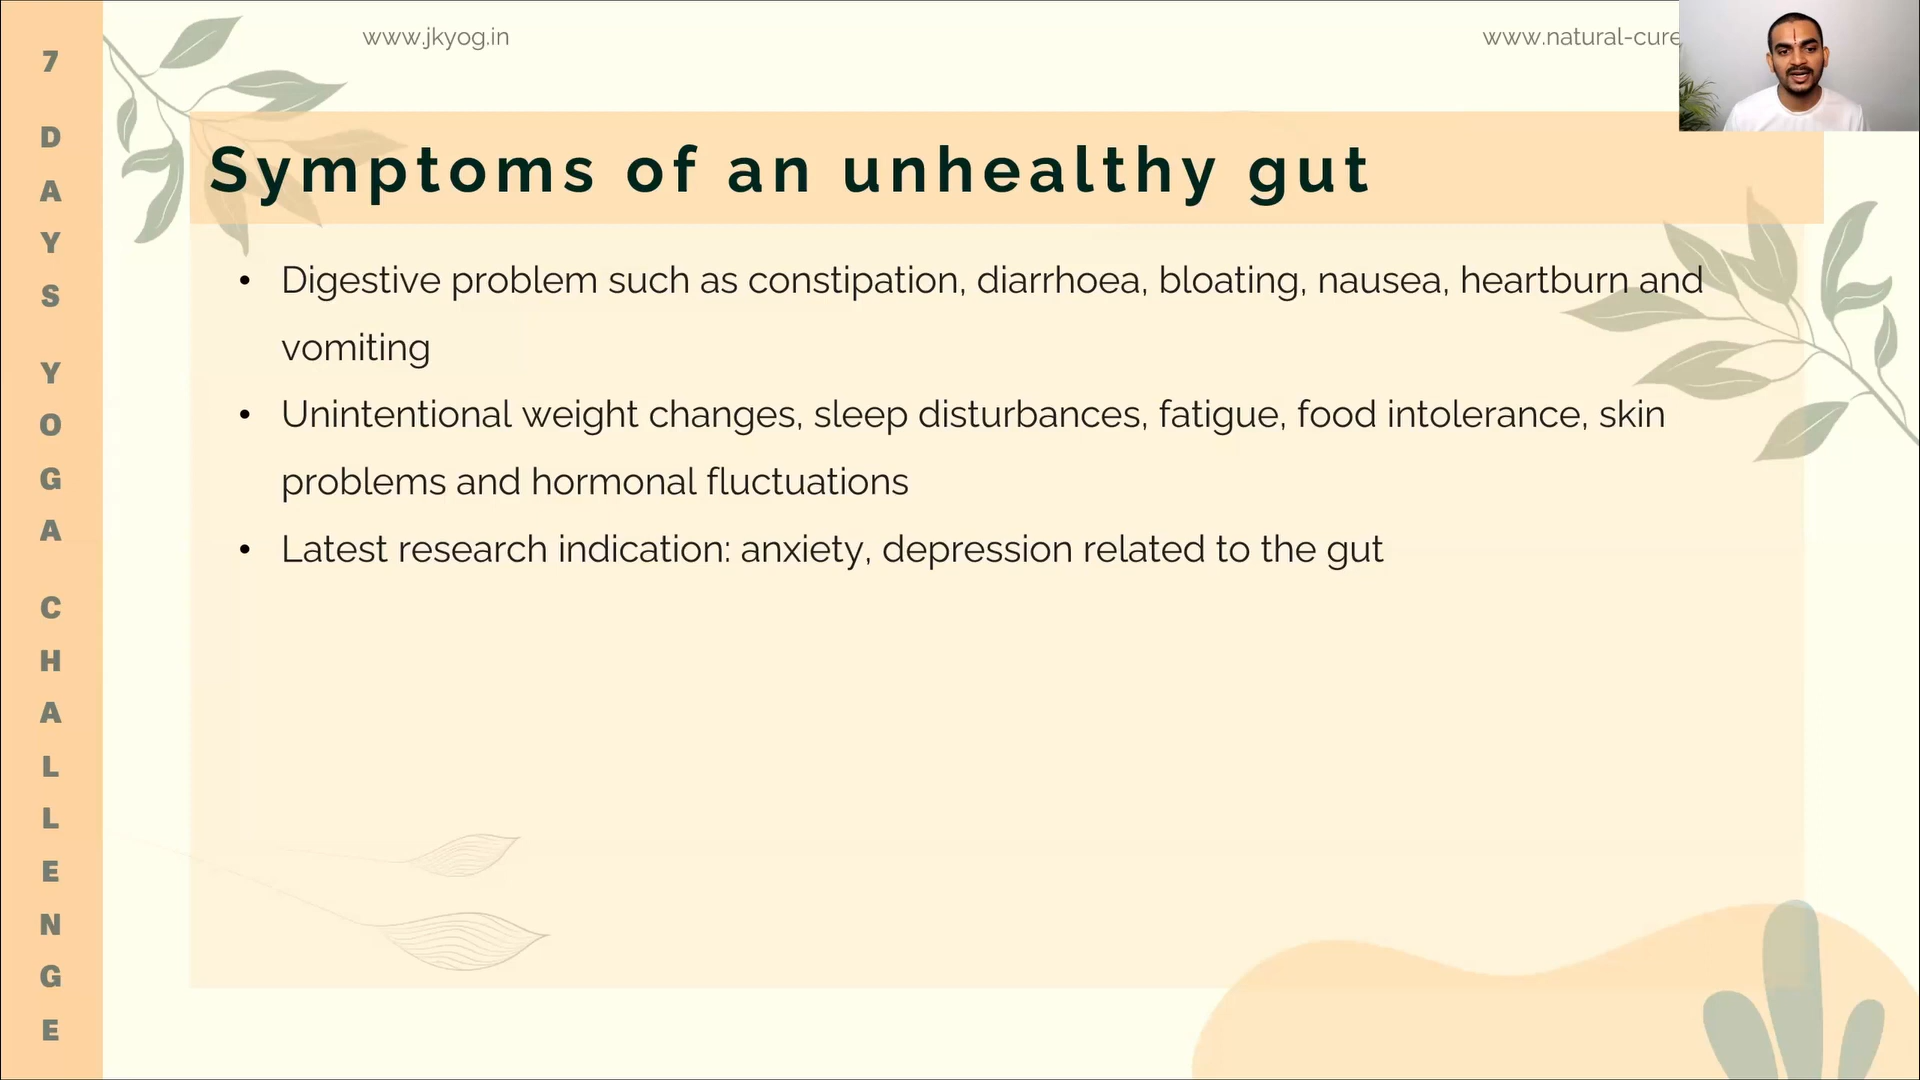 www.jkyog.in
www.natural-cure
7 DAYS YOGA CHALLENGE
Symptoms of an unhealthy gut
• Digestive problem such as constipation, diarrhoea, bloating, nausea, heartburn and
vomiting
• Unintentional weight changes, sleep disturbances, fatigue, food intolerance, skin
problems and hormonal fluctuations
• Latest research indication: anxiety, depression related to the gut